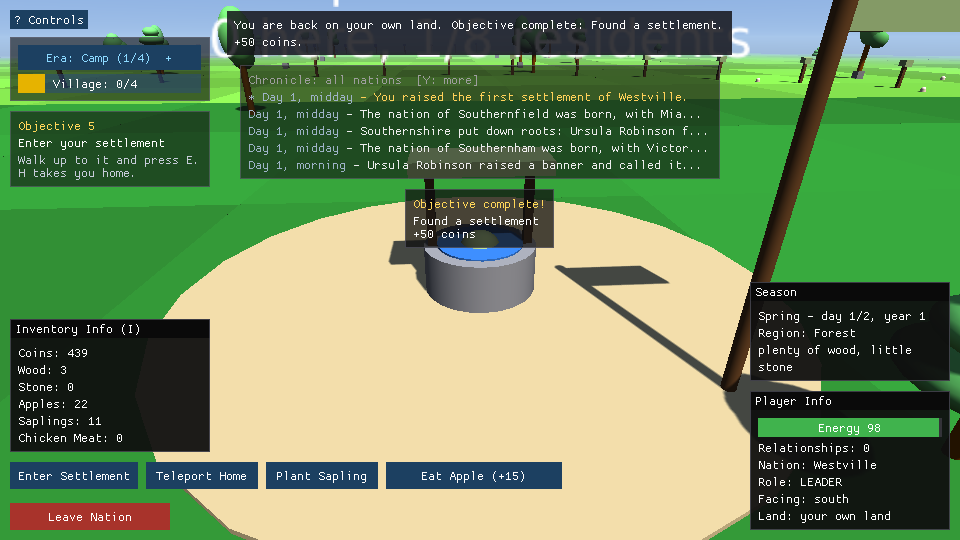 ? Controls
Era: Camp (1/4) +
Village: 0/4
Objective 5
Enter your settlement
Walk up to it and press E.
H takes you home.
You are back on your own land. Objective complete: Found a settlement.
+50 coins.
Chronicle: all nations [Y: more]
* Day 1, midday – You raised the first settlement of Westville.
Day 1, midday – The nation of Southernfield was born, with Mia...
Day 1, midday – Southernshire put down roots: Ursula Robinson f...
Day 1, midday – The nation of Southernham was born, with Victor...
Day 1, morning – Ursula Robinson raised a banner and called it...
Objective complete!
Found a settlement
+50 coins
Inventory Info (I)
Coins: 439
Wood: 3
Stone: 0
Apples: 22
Saplings: 11
Chicken Meat: 0
Enter Settlement
Teleport Home
Plant Sapling
Eat Apple (+15)
Leave Nation
Season
Spring – day 1/2, year 1
Region: Forest
plenty of wood, little
stone
Player Info
Energy 98
Relationships: 0
Nation: Westville
Role: LEADER
Facing: south
Land: your own land